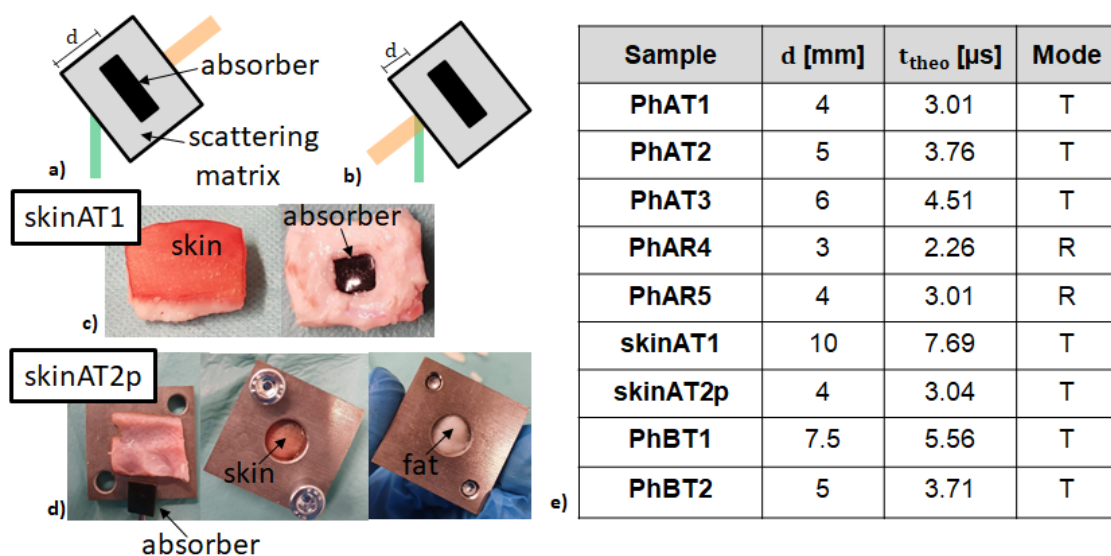 d
absorber
scattering
matrix
a)
d
b)
skinAT1
skin
absorber
c)
skinAT2p
skin
fat
d)
absorber
Sample d [mm] t_theo [µs] Mode
PhAT1 4 3.01 T
PhAT2 5 3.76 T
PhAT3 6 4.51 T
PhAR4 3 2.26 R
PhAR5 4 3.01 R
skinAT1 10 7.69 T
skinAT2p 4 3.04 T
PhBT1 7.5 5.56 T
PhBT2 5 3.71 T
e)